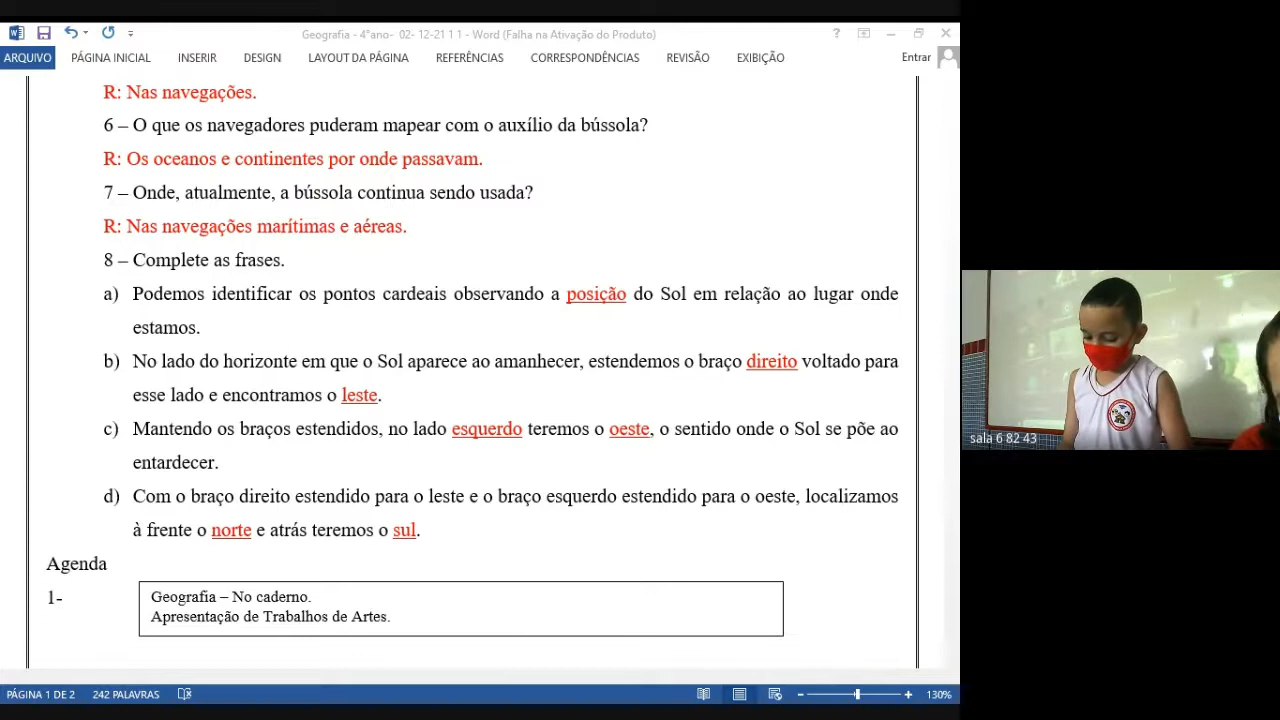 Geografia - 4°ano- 02- 12-21 1 1 - Word (Falha na Ativação do Produto)
?
ARQUIVO PÁGINA INICIAL INSERIR DESIGN LAYOUT DA PÁGINA REFERÊNCIAS CORRESPONDÊNCIAS REVISÃO EXIBIÇÃO Entrar
R: Nas navegações.
6 – O que os navegadores puderam mapear com o auxílio da bússola?
R: Os oceanos e continentes por onde passavam.
7 – Onde, atualmente, a bússola continua sendo usada?
R: Nas navegações marítimas e aéreas.
8 – Complete as frases.
a) Podemos identificar os pontos cardeais observando a posição do Sol em relação ao lugar onde
estamos.
b) No lado do horizonte em que o Sol aparece ao amanhecer, estendemos o braço direito voltado para
esse lado e encontramos o leste.
c) Mantendo os braços estendidos, no lado esquerdo teremos o oeste, o sentido onde o Sol se põe ao
entardecer.
d) Com o braço direito estendido para o leste e o braço esquerdo estendido para o oeste, localizamos
à frente o norte e atrás teremos o sul.
Agenda
1-
Geografia – No caderno.
Apresentação de Trabalhos de Artes.
PÁGINA 1 DE 2 242 PALAVRAS 130%
sala 6 82 43